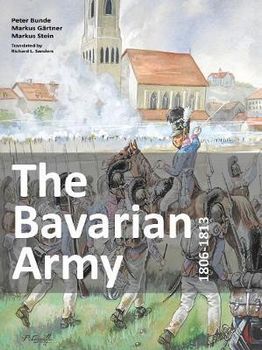 Peter Bunde
Markus Gärtner
Markus Stein
Translated by
Richard L. Sanders
The
Bavarian
Army
1806-1813